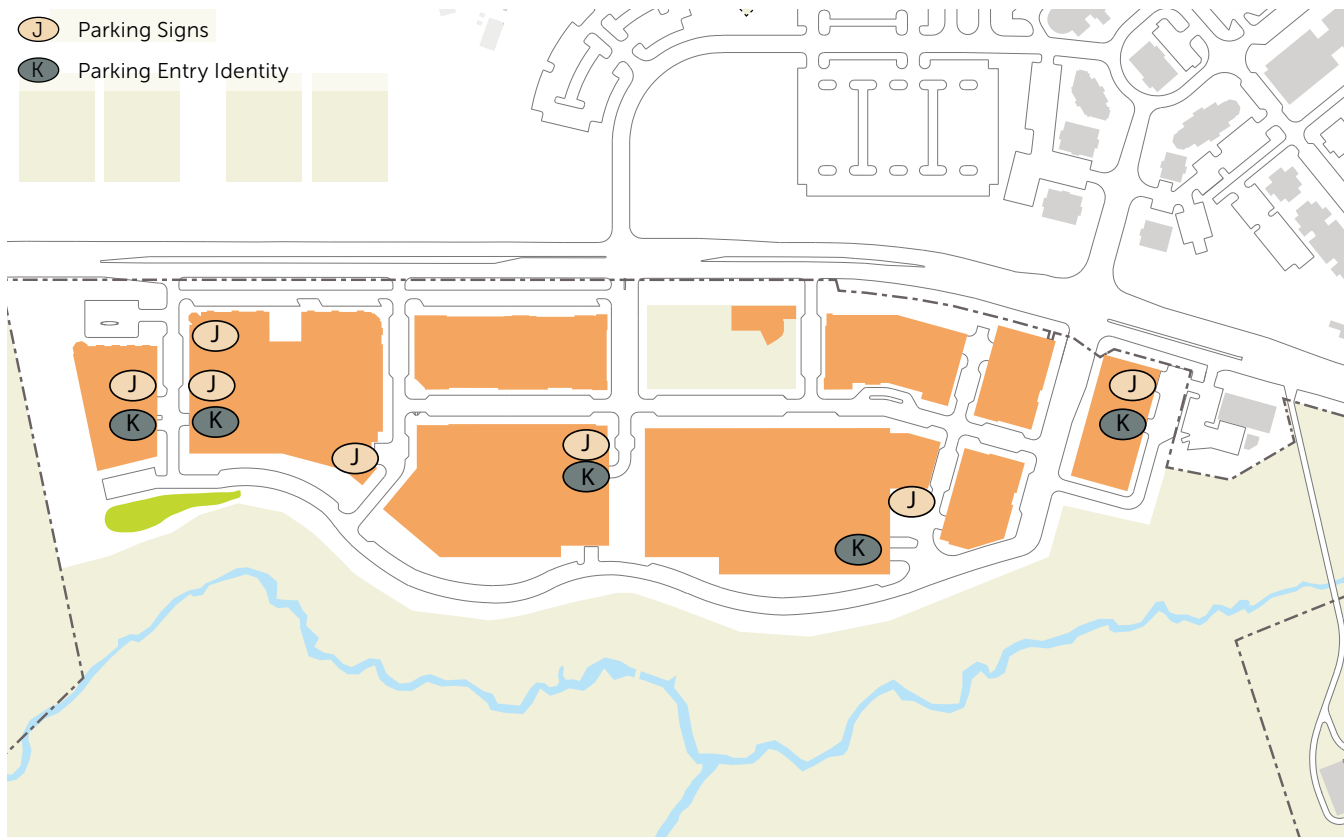 J Parking Signs
K Parking Entry Identity
J
J J J
K K K
J J
K
J
K